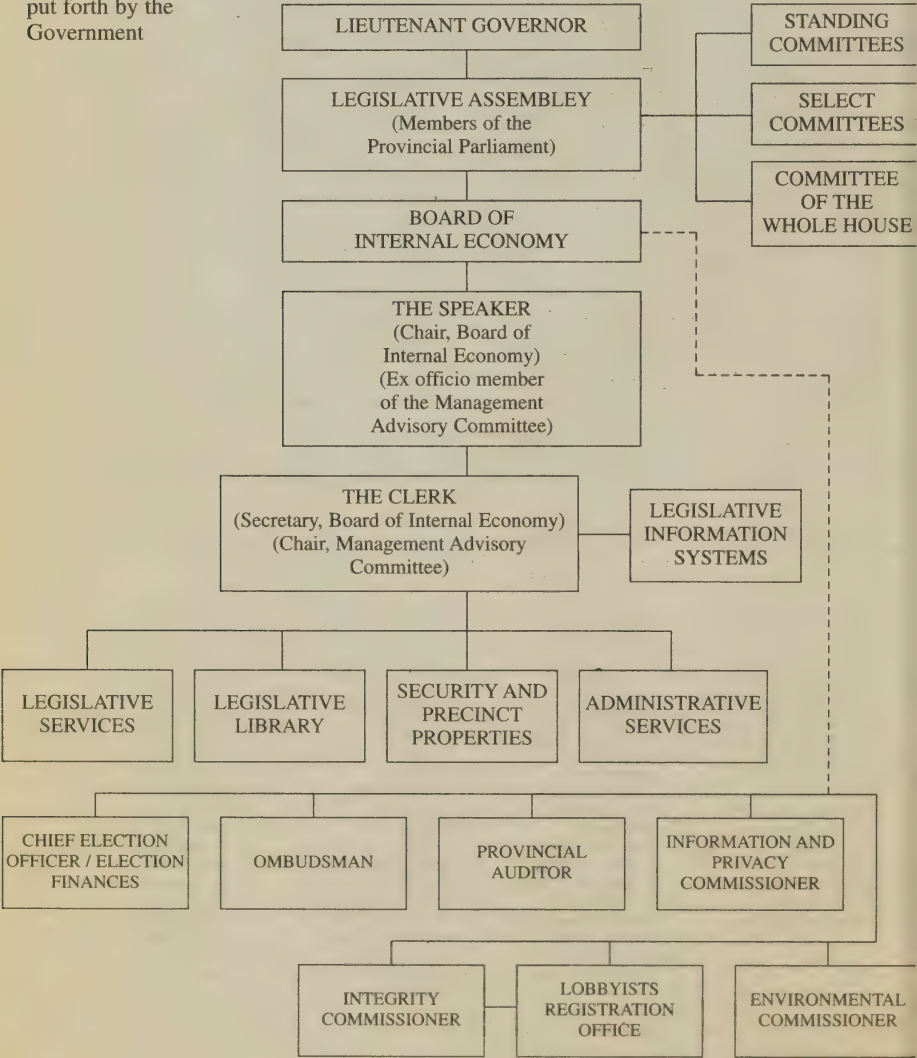 put forth by the
Government
LIEUTENANT GOVERNOR
LEGISLATIVE ASSEMBLEY
(Members of the
Provincial Parliament)
STANDING
COMMITTEES
SELECT
COMMITTEES
COMMITTEE
OF THE
WHOLE HOUSE
BOARD OF
INTERNAL ECONOMY
THE SPEAKER
(Chair, Board of
Internal Economy)
(Ex officio member
of the Management
Advisory Committee)
THE CLERK
(Secretary, Board of Internal Economy)
(Chair, Management Advisory
Committee)
LEGISLATIVE
INFORMATION
SYSTEMS
LEGISLATIVE
SERVICES
LEGISLATIVE
LIBRARY
SECURITY AND
PRECINCT
PROPERTIES
ADMINISTRATIVE
SERVICES
CHIEF ELECTION
OFFICER / ELECTION
FINANCES
OMBUDSMAN
PROVINCIAL
AUDITOR
INFORMATION AND
PRIVACY
COMMISSIONER
INTEGRITY
COMMISSIONER
LOBBYISTS
REGISTRATION
OFFICE
ENVIRONMENTAL
COMMISSIONER